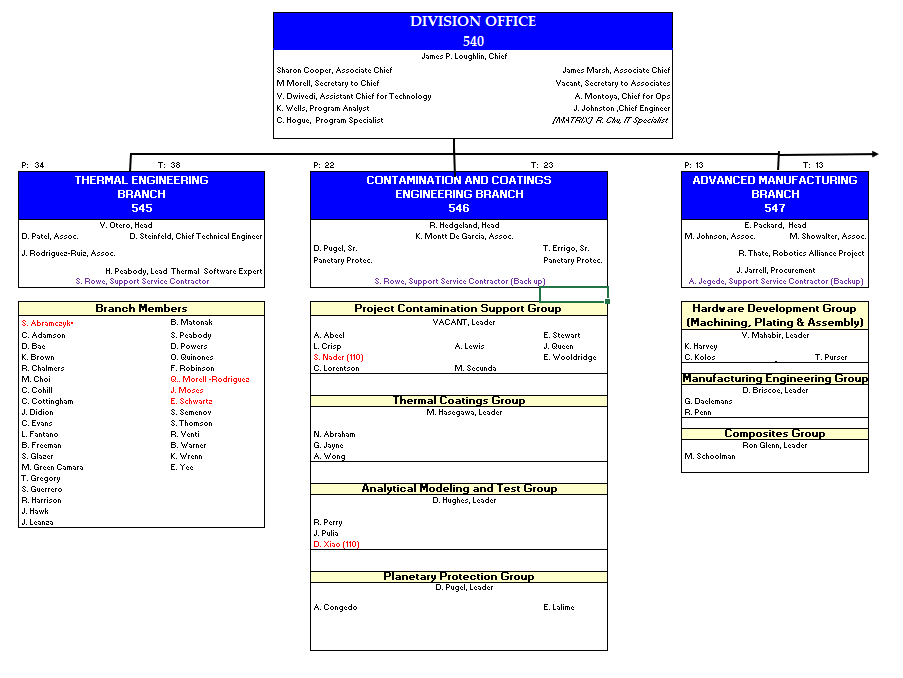 DIVISION OFFICE
540
James P. Loughlin, Chief
Sharon Cooper, Associate Chief James Marsh, Associate Chief
M Morell, Secretary to Chief Vacant, Secretary to Associates
V. Dwivedi, Assistant Chief for Technology A. Montoya, Chief for Ops
K. Wells, Program Analyst J. Johnston ,Chief Engineer
C. Hogue, Program Specialist [MATRIX] R. Chu, IT Specialist
P: 34 T: 38
THERMAL ENGINEERING
BRANCH
545
V. Otero, Head
D. Patel, Assoc. D. Steinfeld, Chief Technical Engineer
J. Rodriguez-Ruiz, Assoc.
H. Peabody, Lead Thermal Software Expert
S. Rowe, Support Service Contractor
Branch Members
S. Abramczyk* B. Matonak
C. Adamson S. Peabody
D. Bae D. Powers
K. Brown O. Quinones
R. Chalmers F. Robinson
M. Choi Q.. Morell -Rodriguez
C. Cohill J. Moses
C. Cottingham E. Schwartz
J. Didion S. Semenov
C. Evans S. Thomson
L. Fantano R. Venti
B. Freeman B. Warner
S. Glazer K. Wrenn
M. Green Camara E. Yee
T. Gregory
S. Guerrero
R. Harrison
J. Hawk
J. Leanza
P: 22 T: 23
CONTAMINATION AND COATINGS
ENGINEERING BRANCH
546
R. Hedgeland, Head
K. Montt De Garcia, Assoc.
D. Pugel, Sr. T. Errigo, Sr.
Panetary Protec. Panetary Protec.
S. Rowe, Support Service Contractor (Back up)
Project Contamination Support Group
VACANT, Leader
A. Abeel E. Stewart
L. Crisp A. Lewis J. Queen
S. Nader (110) E. Wooldridge
C. Lorentson M. Secunda
Thermal Coatings Group
M. Hasegawa, Leader
N. Abraham
G. Jayne
A. Wong
Analytical Modeling and Test Group
D. Hughes, Leader
R. Perry
J. Pulia
D. Xiao (110)
Planetary Protection Group
D. Pugel, Leader
A. Congedo E. Lalime
P: 13 T: 13
ADVANCED MANUFACTURING
BRANCH
547
E. Packard, Head
M. Johnson, Assoc. M. Showalter, Assoc.
R. Thate, Robotics Alliance Project
J. Jarrell, Procurement
A. Jegede, Support Service Contractor (Backup)
Hardware Development Group
(Machining, Plating & Assembly)
V. Mahabir, Leader
K. Harvey
C. Kolos T. Purser
Manufacturing Engineering Group
D. Briscoe, Leader
G. Daelemans
R. Penn
Composites Group
Ron Glenn, Leader
M. Schoolman